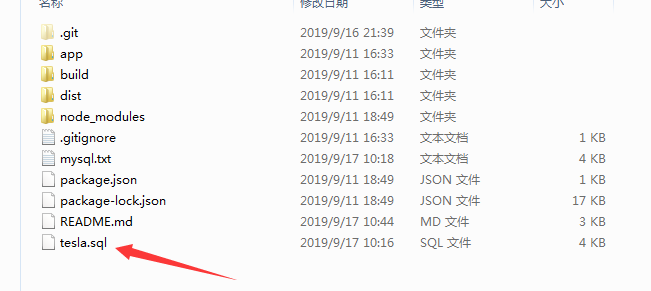 名称 修改日期 类型 大小
.git 2019/9/16 21:39 文件夹
app 2019/9/11 16:33 文件夹
build 2019/9/11 16:11 文件夹
dist 2019/9/11 16:11 文件夹
node_modules 2019/9/11 18:49 文件夹
.gitignore 2019/9/11 16:33 文本文档 1 KB
mysql.txt 2019/9/17 10:18 文本文档 4 KB
package.json 2019/9/11 18:49 JSON 文件 1 KB
package-lock.json 2019/9/11 18:49 JSON 文件 17 KB
README.md 2019/9/17 10:44 MD 文件 3 KB
tesla.sql 2019/9/17 10:16 SQL 文件 4 KB